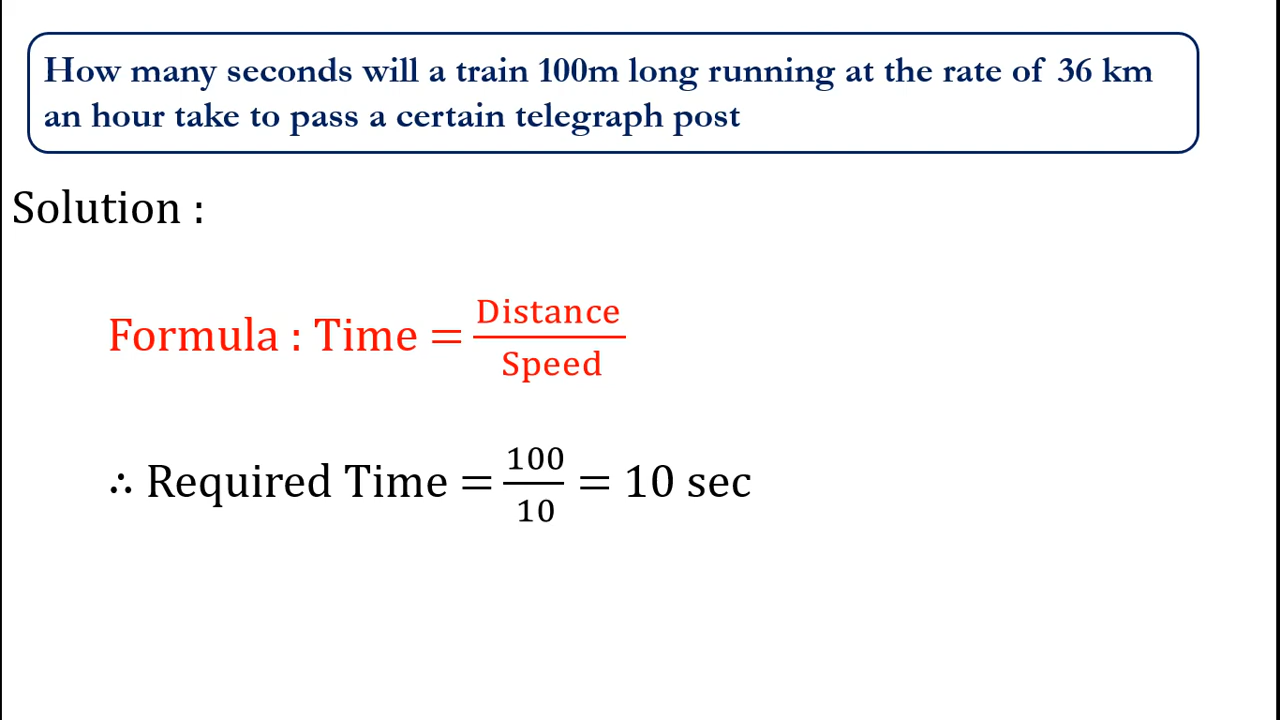 How many seconds will a train 100m long running at the rate of 36 km
an hour take to pass a certain telegraph post
Solution :
Formula : Time = Distance/Speed
∴ Required Time = 100/10 = 10 sec